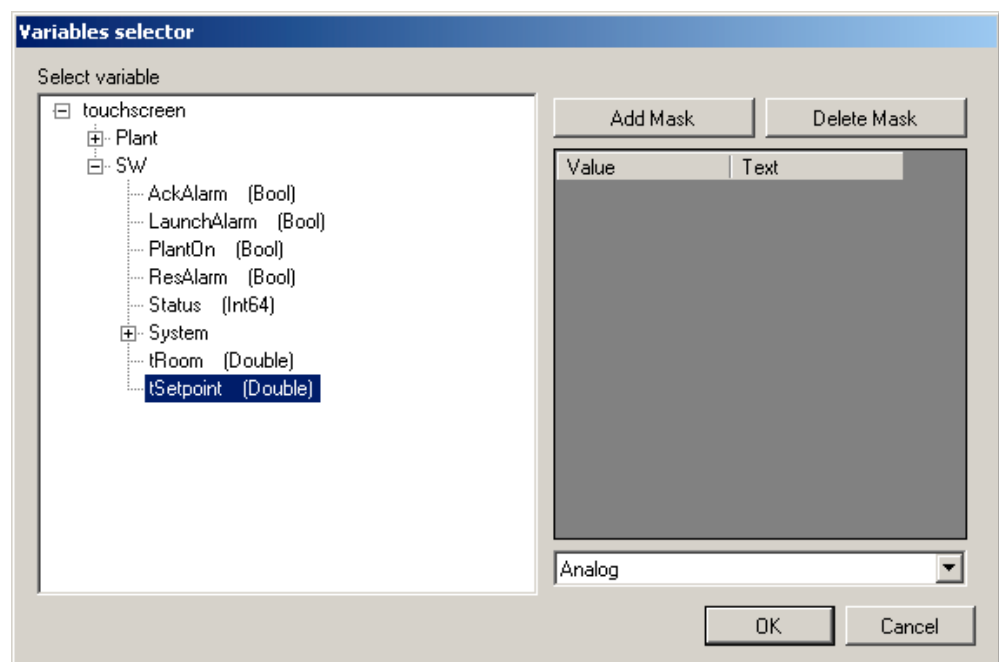 Variables selector
Select variable
touchscreen
Plant
SW
AckAlarm (Bool)
LaunchAlarm (Bool)
PlantOn (Bool)
ResAlarm (Bool)
Status (Int64)
System
tRoom (Double)
tSetpoint (Double)
Add Mask Delete Mask
Value Text
Analog
OK Cancel